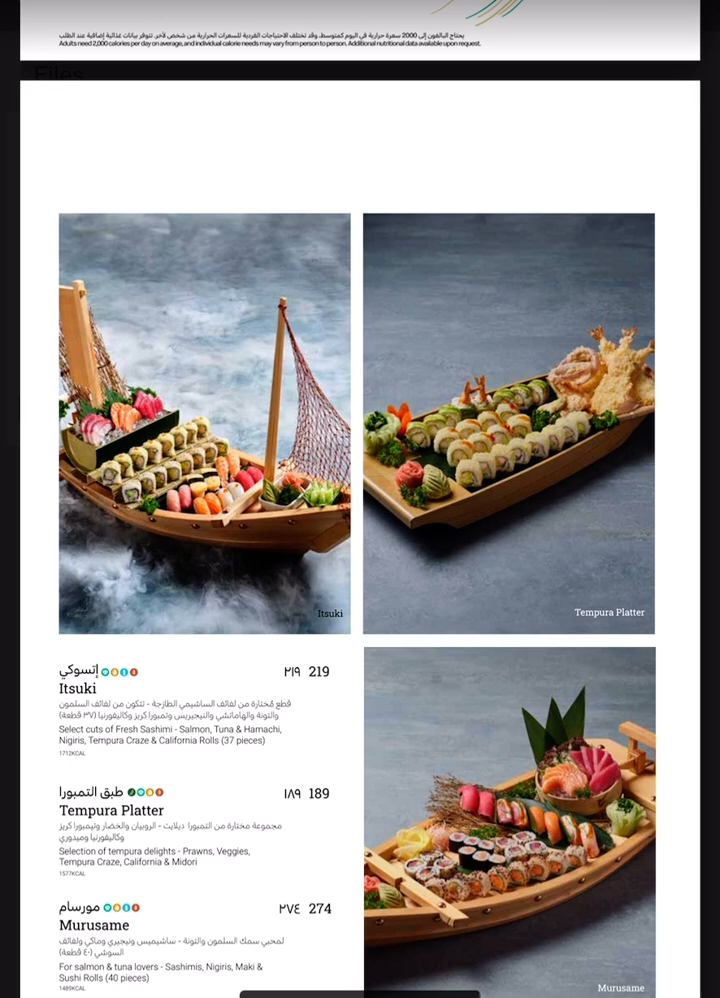 يحتاج البالغون إلى 2000 سعرة حرارية في اليوم كمتوسط، وقد تختلف الاحتياجات الفردية للسعرات الحرارية من شخص لآخر. تتوفر بيانات غذائية إضافية عند الطلب
Adults need 2,000 calories per day on average, and individual calorie needs may vary from person to person. Additional nutritional data available upon request.
Files
Itsuki
Tempura Platter
إتسوكي ٢١٩ 219
Itsuki
قطع مُختارة من لفائف الساشيمي الطازجة - تتكون من لفائف السلمون
والتونة والهاماتشي والنيجيريس وتمبورا كريز وكاليفورنيا (٣٧ قطعة)
Select cuts of Fresh Sashimi - Salmon, Tuna & Hamachi,
Nigiris, Tempura Craze & California Rolls (37 pieces)
1712KCAL
طبق التمبورا ١٨٩ 189
Tempura Platter
مجموعة مختارة من التمبورا ديلايت - الروبيان والخضار وتيمبورا كريز
وكاليفورنيا وميدوري
Selection of tempura delights - Prawns, Veggies,
Tempura Craze, California & Midori
1577KCAL
مورسام ٢٧٤ 274
Murusame
لمحبي سمك السلمون والتونة - ساشيميس ونيجيري وماكي ولفائف
السوشي (٤٠ قطعة)
For salmon & tuna lovers - Sashimis, Nigiris, Maki &
Sushi Rolls (40 pieces)
1489KCAL
Murusame